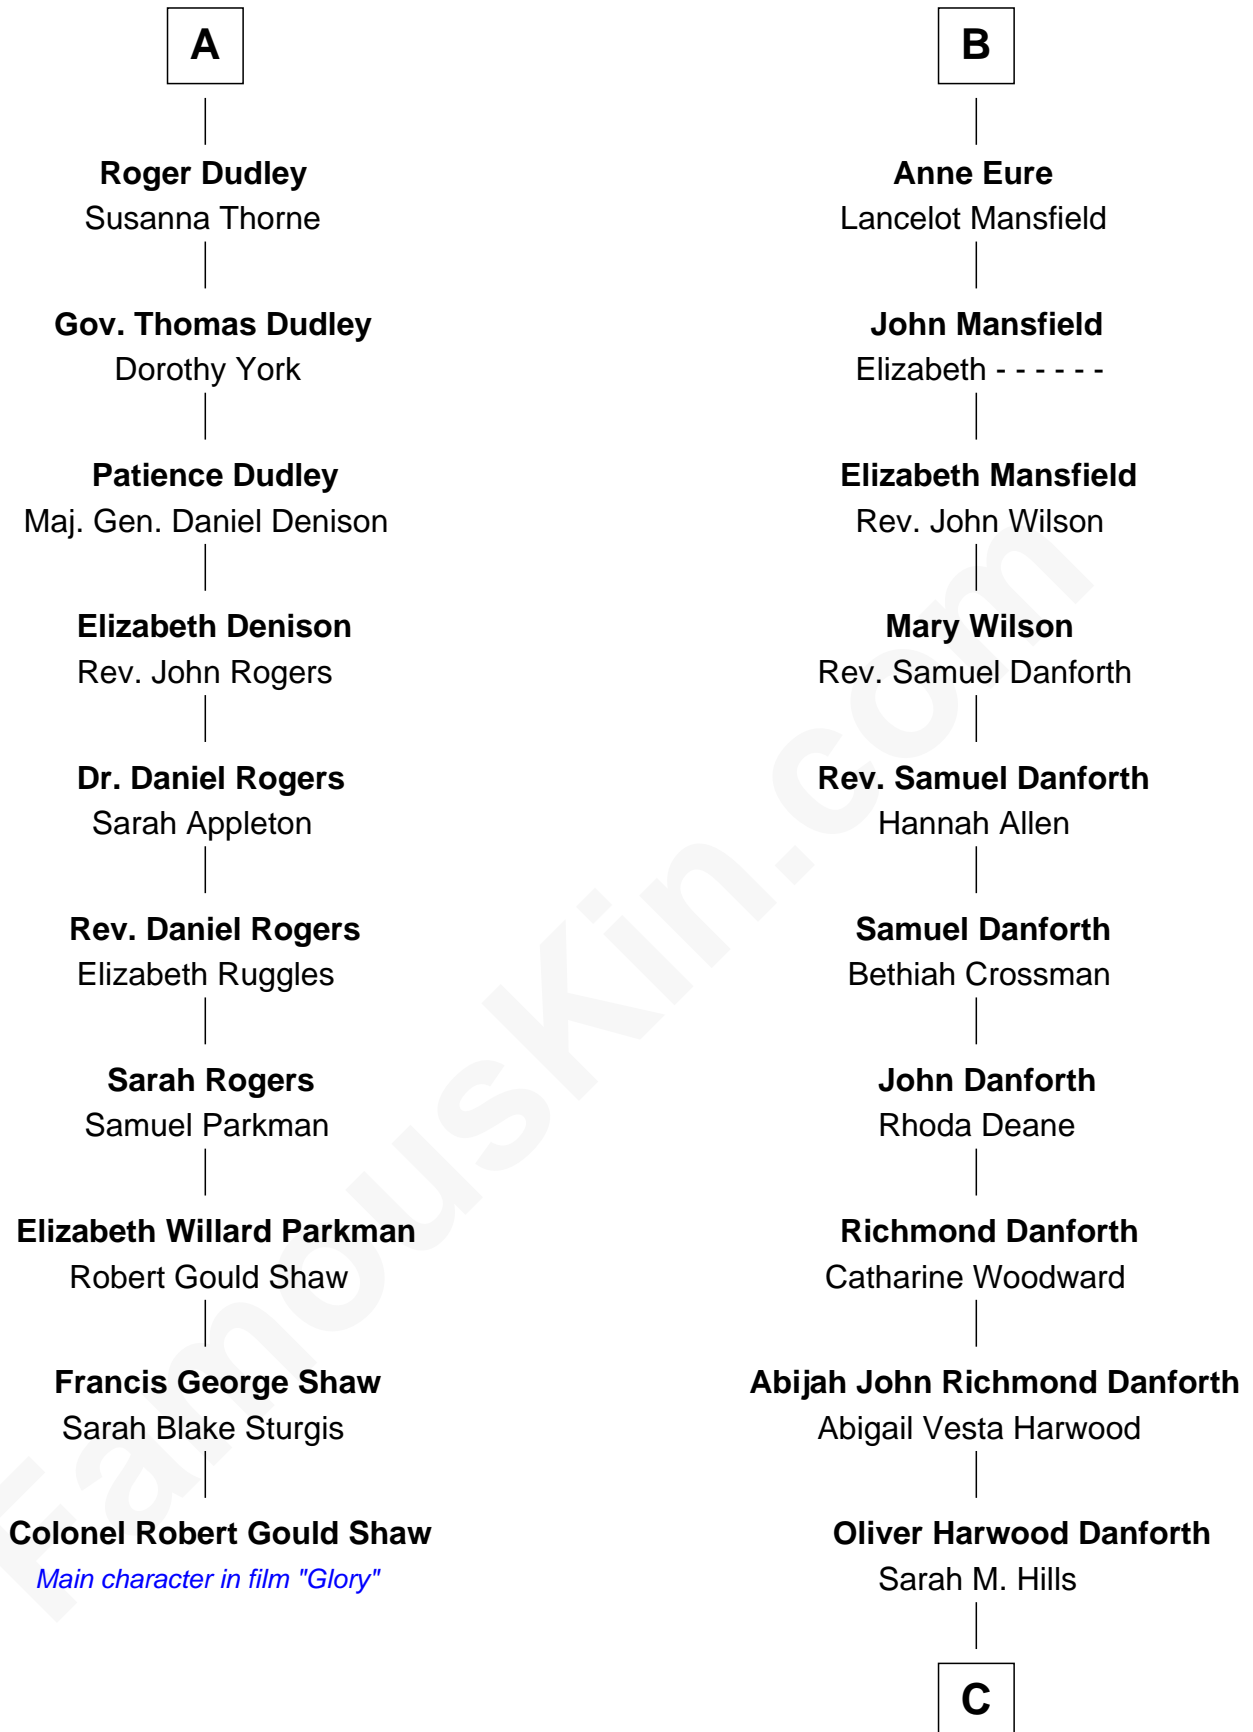 A
Roger Dudley
Susanna Thorne
Gov. Thomas Dudley
Dorothy York
Patience Dudley
Maj. Gen. Daniel Denison
Elizabeth Denison
Rev. John Rogers
Dr. Daniel Rogers
Sarah Appleton
Rev. Daniel Rogers
Elizabeth Ruggles
Sarah Rogers
Samuel Parkman
Elizabeth Willard Parkman
Robert Gould Shaw
Francis George Shaw
Sarah Blake Sturgis
Colonel Robert Gould Shaw
Main character in film "Glory"
B
Anne Eure
Lancelot Mansfield
John Mansfield
Elizabeth - - - - - -
Elizabeth Mansfield
Rev. John Wilson
Mary Wilson
Rev. Samuel Danforth
Rev. Samuel Danforth
Hannah Allen
Samuel Danforth
Bethiah Crossman
John Danforth
Rhoda Deane
Richmond Danforth
Catharine Woodward
Abijah John Richmond Danforth
Abigail Vesta Harwood
Oliver Harwood Danforth
Sarah M. Hills
C
FamousKin.com